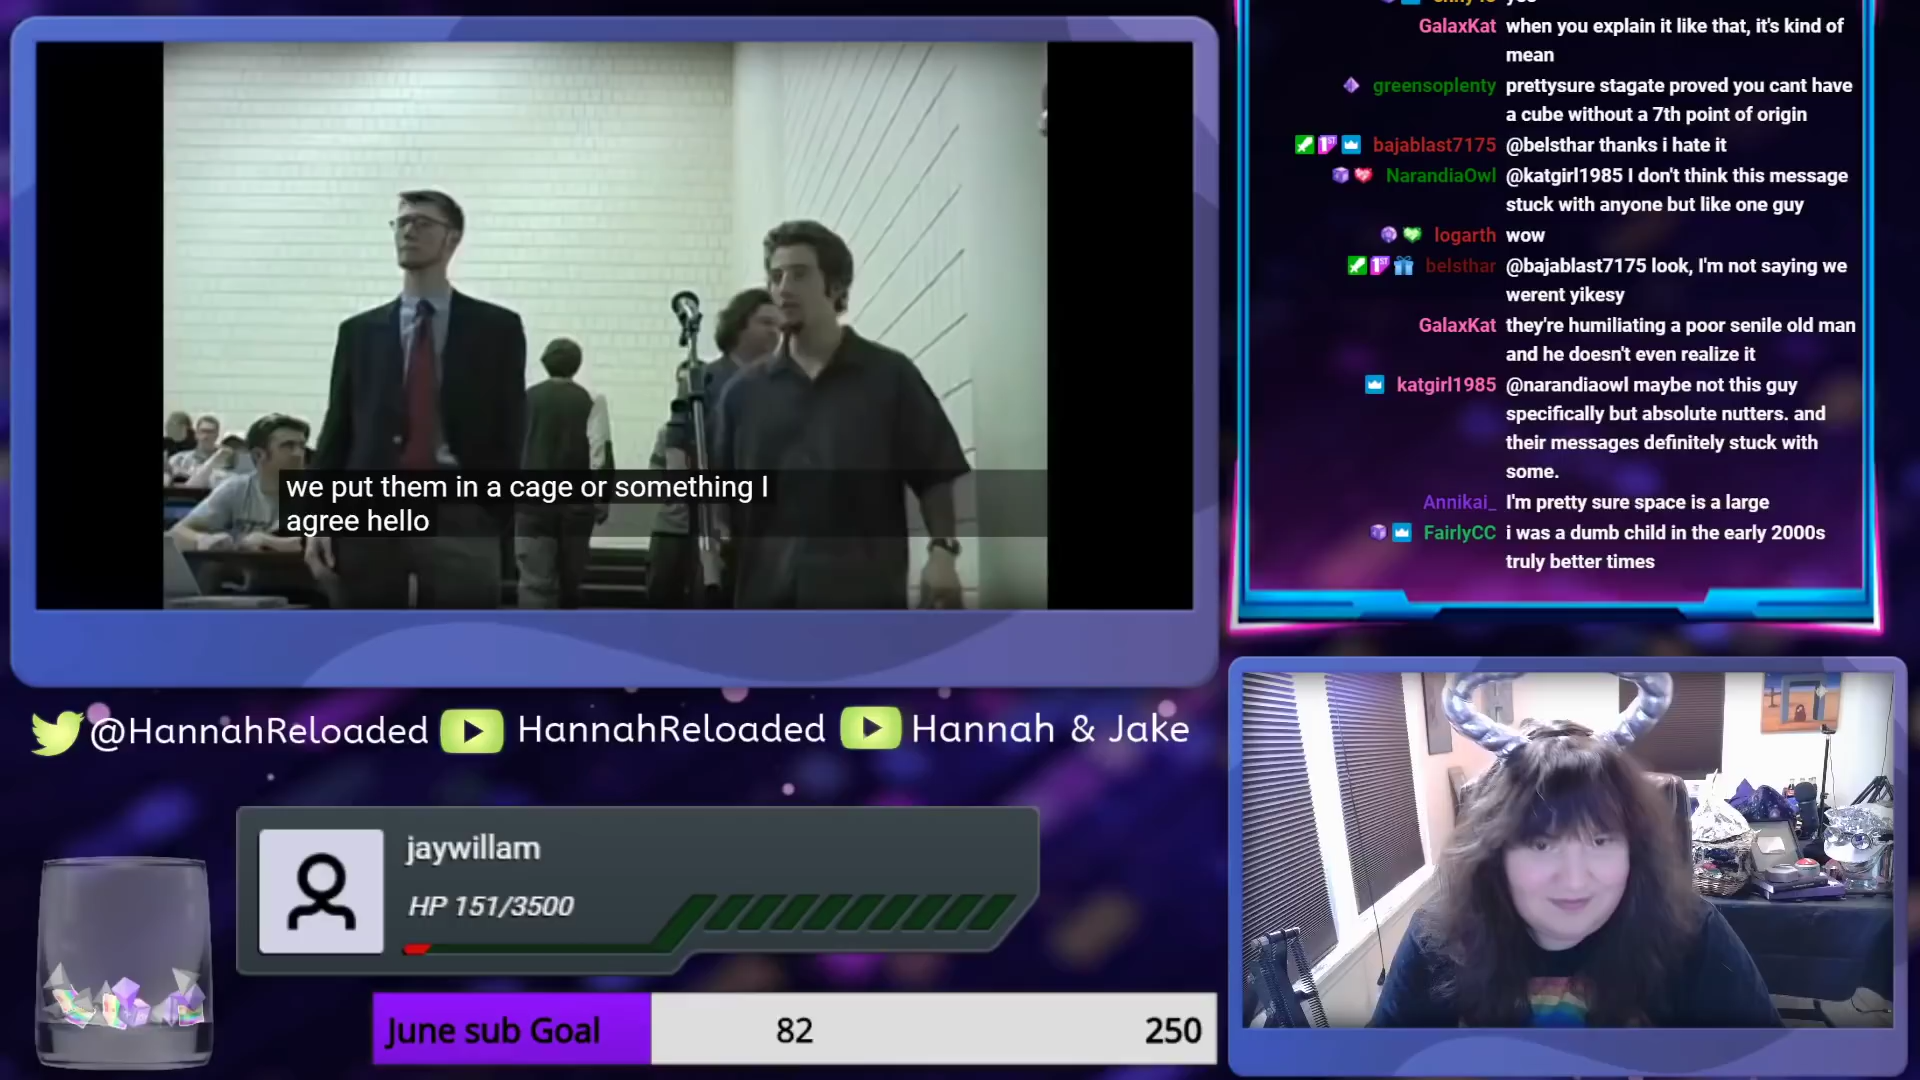 we put them in a cage or something I
agree hello
yes
GalaxKat when you explain it like that, it's kind of
mean
greensoplenty prettysure stagate proved you cant have
a cube without a 7th point of origin
bajablast7175 @belsthar thanks i hate it
NarandiaOwl @katgirl1985 I don't think this message
stuck with anyone but like one guy
logarth wow
belsthar @bajablast7175 look, I'm not saying we
werent yikesy
GalaxKat they're humiliating a poor senile old man
and he doesn't even realize it
katgirl1985 @narandiaowl maybe not this guy
specifically but absolute nutters. and
their messages definitely stuck with
some.
Annikai_ I'm pretty sure space is a large
FairlyCC i was a dumb child in the early 2000s
truly better times
@HannahReloaded HannahReloaded Hannah & Jake
jaywillam
HP 151/3500
June sub Goal 82 250